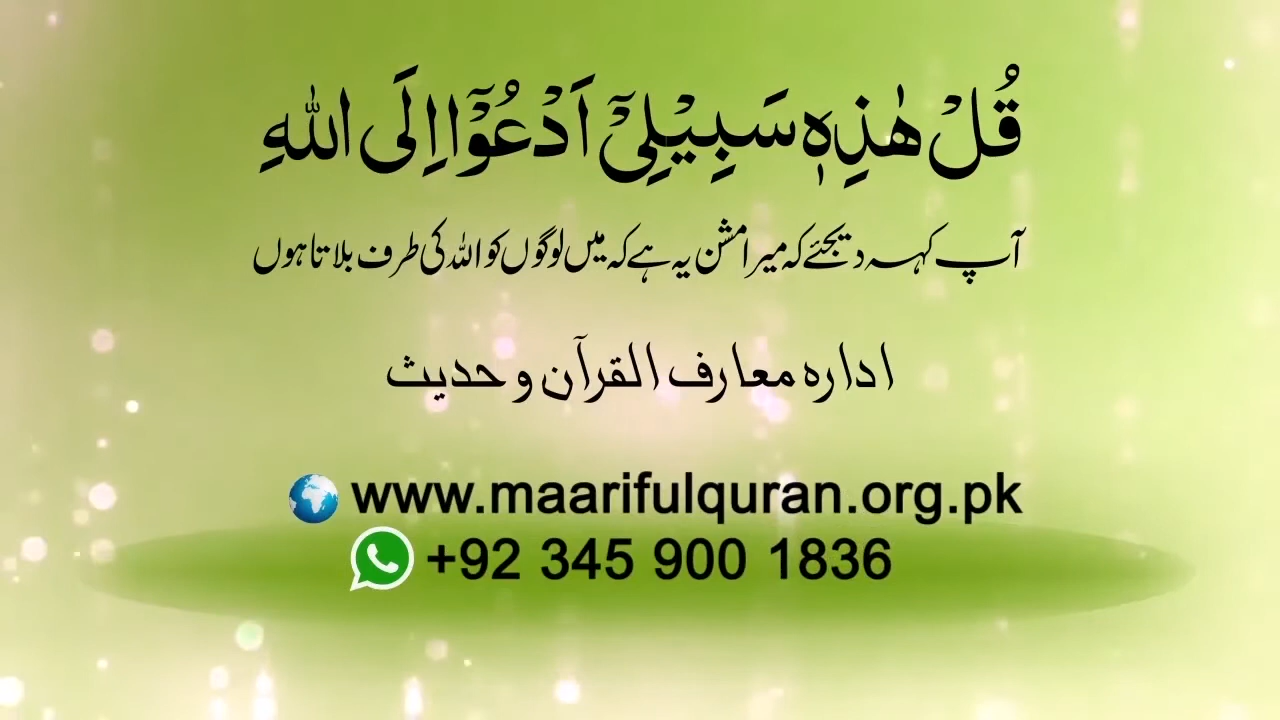 قُلْ هٰذِهٖ سَبِيْلِيْٓ اَدْعُوْٓا اِلَى اللهِ
آپ کہہ دیجئے کہ میرا مشن یہ ہے کہ میں لوگوں کو اللہ کی طرف بلاتا ہوں
ادارہ معارف القرآن و حدیث
www.maarifulquran.org.pk
+92 345 900 1836